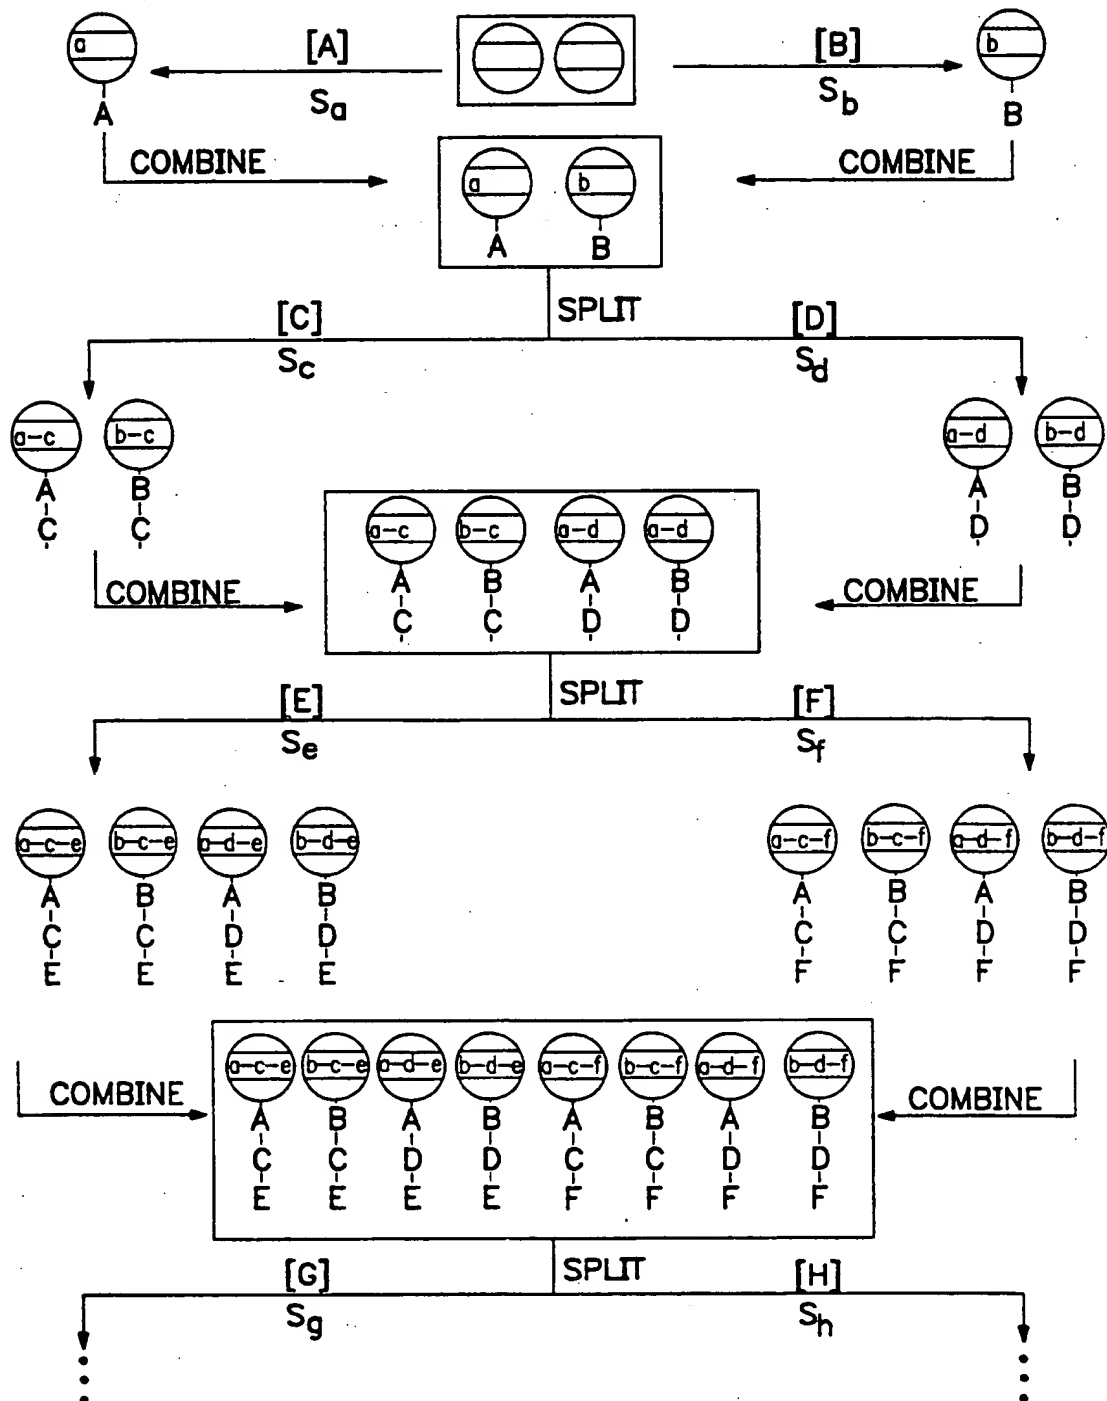 a [A] [B] b
Sa Sb
A B
COMBINE COMBINE
a b
A B
SPLIT
[C] [D]
Sc Sd
a-c b-c a-d b-d
A B A B
C C D D
a-c b-c a-d a-d
A B A B
C C D D
COMBINE COMBINE
SPLIT
[E] [F]
Se Sf
a-c-e b-c-e a-d-e b-d-e a-c-f b-c-f a-d-f b-d-f
A B A B A B A B
C C D D C C D D
E E E E F F F F
a-c-e b-c-e a-d-e b-d-e a-c-f b-c-f a-d-f b-d-f
COMBINE COMBINE
A B A B A B A B
C C D D C C D D
E E E E F F F F
SPLIT
[G] [H]
Sg Sh